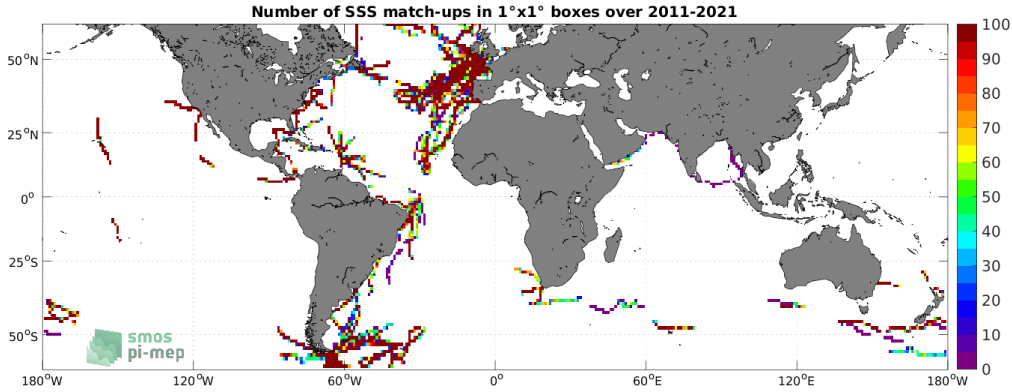 Number of SSS match-ups in 1°x1° boxes over 2011-2021
50°N
25°N
0°
25°S
50°S
180°W
120°W
60°W
0°
60°E
120°E
180°W
100
90
80
70
60
50
40
30
20
10
0
smos
pi-mep